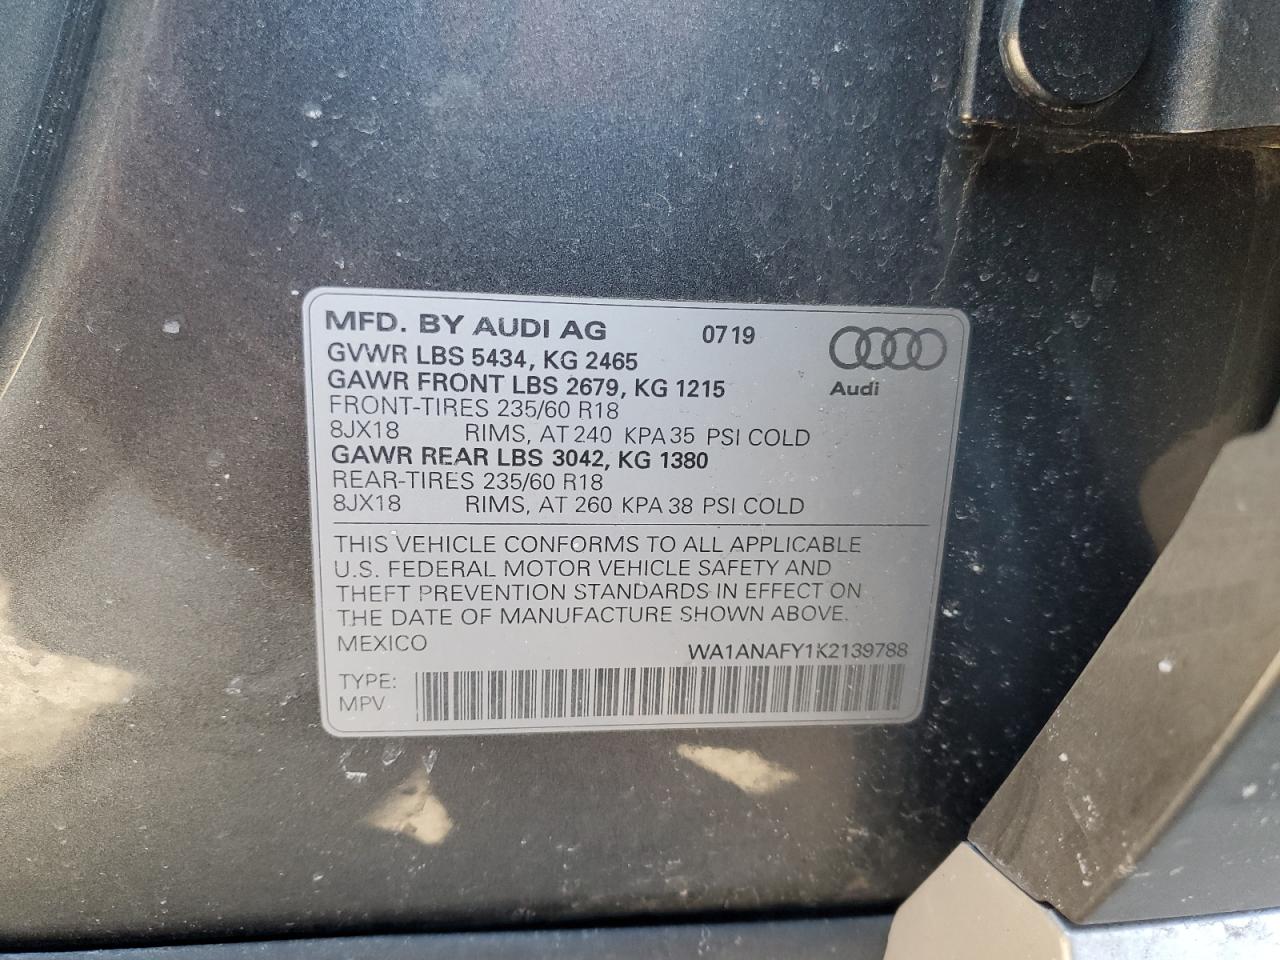 MFD. BY AUDI AG 0719
Audi
GVWR LBS 5434, KG 2465
GAWR FRONT LBS 2679, KG 1215
FRONT-TIRES 235/60 R18
8JX18 RIMS, AT 240 KPA 35 PSI COLD
GAWR REAR LBS 3042, KG 1380
REAR-TIRES 235/60 R18
8JX18 RIMS, AT 260 KPA 38 PSI COLD
THIS VEHICLE CONFORMS TO ALL APPLICABLE
U.S. FEDERAL MOTOR VEHICLE SAFETY AND
THEFT PREVENTION STANDARDS IN EFFECT ON
THE DATE OF MANUFACTURE SHOWN ABOVE.
MEXICO WA1ANAFY1K2139788
TYPE:
MPV